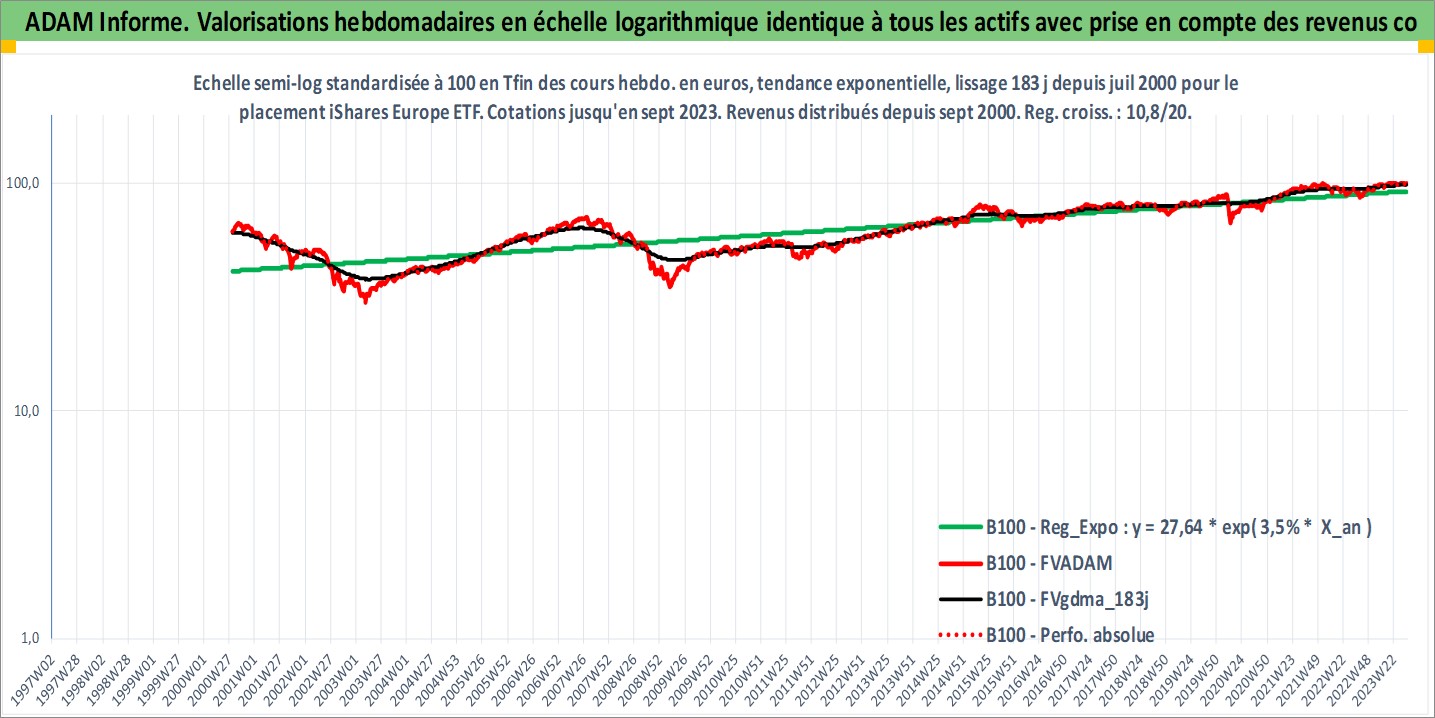 ADAM Informe. Valorisations hebdomadaires en échelle logarithmique identique à tous les actifs avec prise en compte des revenus co
Echelle semi-log standardisée à 100 en Tfin des cours hebdo. en euros, tendance exponentielle, lissage 183 j depuis juil 2000 pour le
placement iShares Europe ETF. Cotations jusqu'en sept 2023. Revenus distribués depuis sept 2000. Reg. croiss. : 10,8/20.
100,0
10,0
1,0
B100 - Reg_Expo : y = 27,64 * exp( 3,5% * X_an )
B100 - FVADAM
B100 - FVgdma_183j
B100 - Perfo. absolue
1997W02
1997W28
1998W02
1998W28
1999W01
1999W27
2000W01
2000W27
2001W01
2001W27
2002W01
2002W27
2003W01
2003W27
2004W01
2004W27
2004W53
2005W26
2005W52
2006W26
2006W52
2007W26
2007W52
2008W26
2008W52
2009W26
2009W52
2010W25
2010W51
2011W25
2011W51
2012W25
2012W51
2013W25
2013W51
2014W25
2014W51
2015W25
2015W51
2016W24
2016W50
2017W24
2017W50
2018W24
2018W50
2019W24
2019W50
2020W24
2020W50
2021W23
2021W49
2022W22
2022W48
2023W22